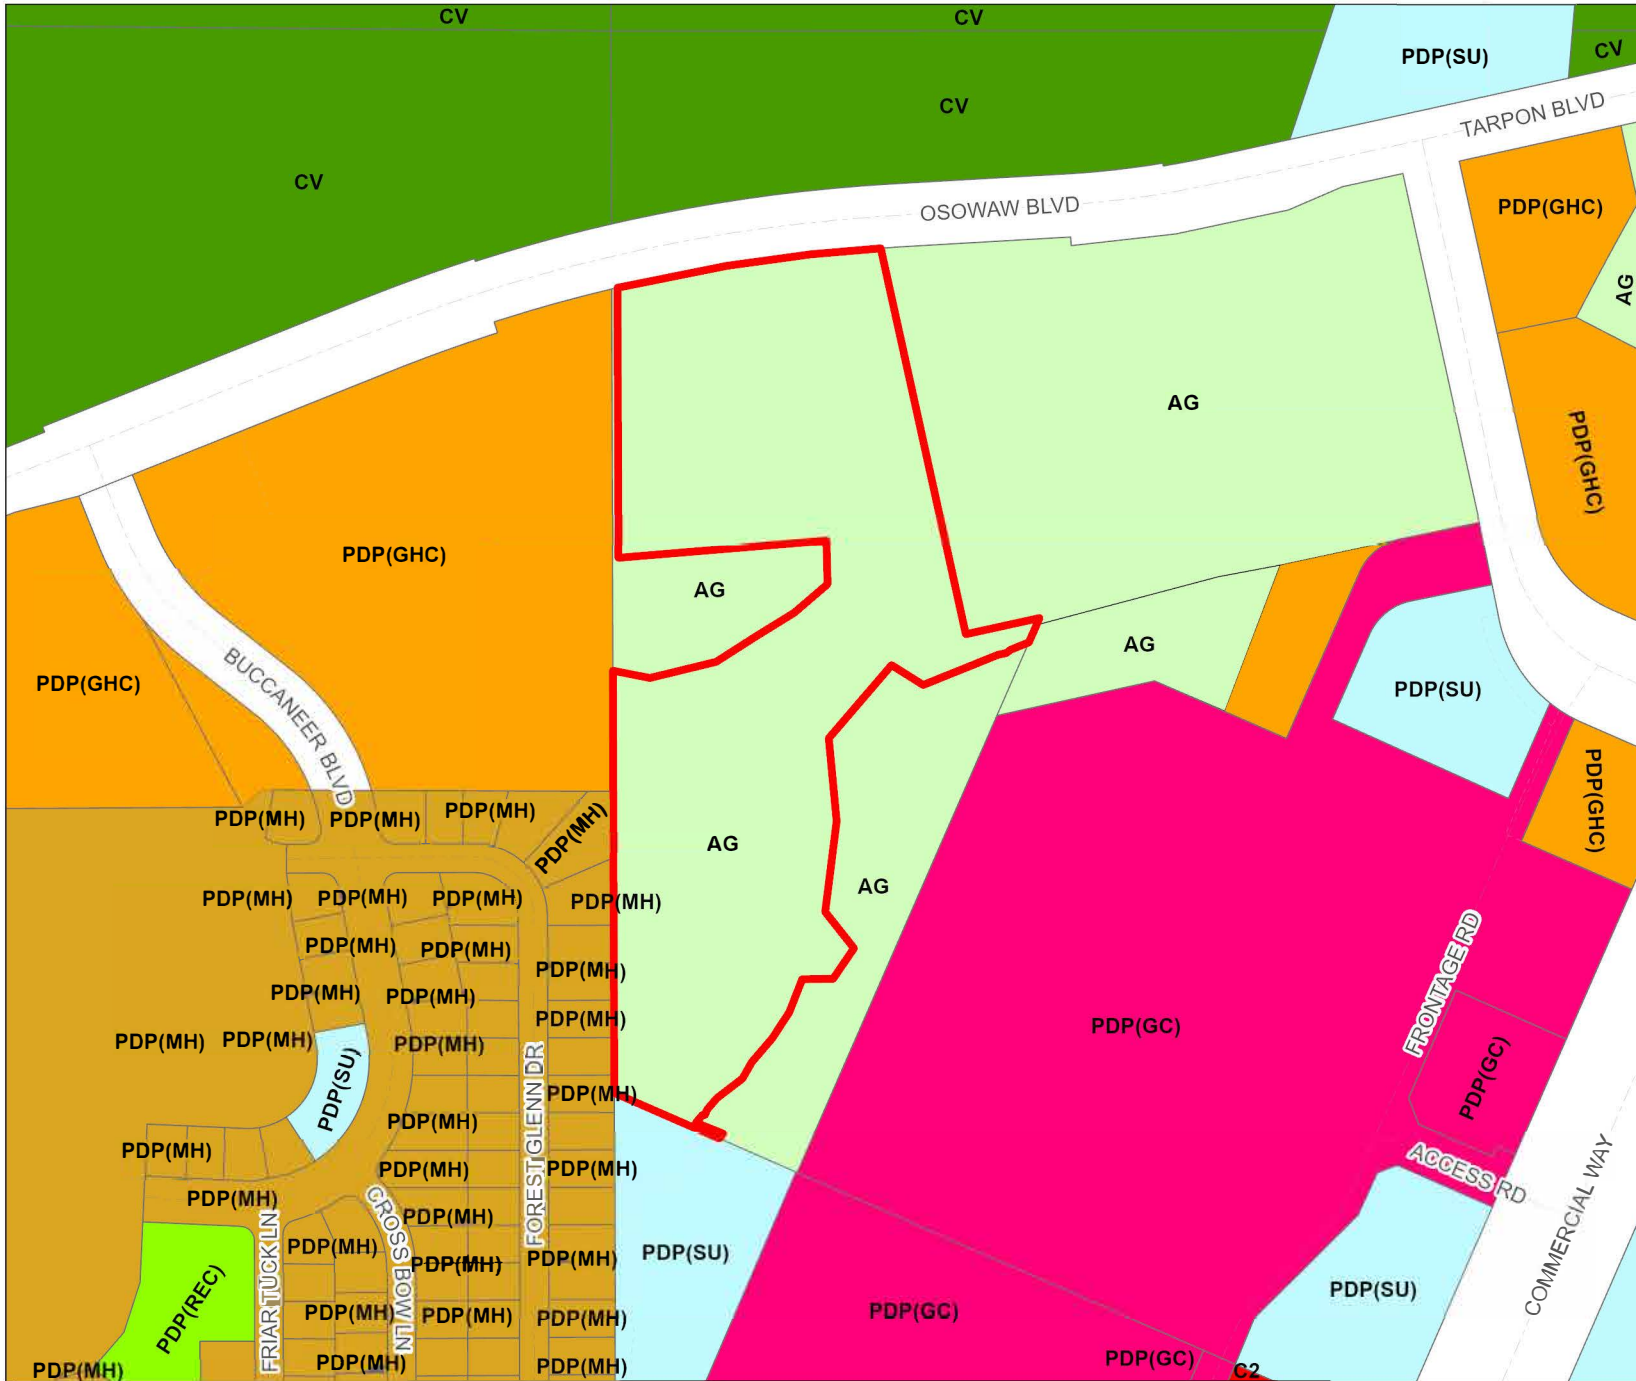 CV
CV
PDP(SU)
CV
CV
TARPON BLVD
CV
PDP(GHC)
OSOWAW BLVD
AG
AG
PDP(GHC)
PDP(GHC)
AG
AG
PDP(GHC)
BUCCANEER BLVD
PDP(SU)
PDP(GHC)
PDP(MH)
PDP(MH)
PDP(MH)
PDP(MH)
AG
AG
PDP(MH)
PDP(MH)
PDP(MH)
PDP(MH)
PDP(MH)
PDP(MH)
PDP(MH)
FRONTAGE RD
PDP(MH)
PDP(MH)
PDP(MH)
PDP(MH)
PDP(GC)
PDP(MH)
PDP(MH)
PDP(MH)
PDP(SU)
PDP(GC)
FOREST GLENN DR
PDP(MH)
PDP(MH)
PDP(MH)
PDP(MH)
PDP(MH)
ACCESS RD
PDP(MH)
CROSS BOW LN
PDP(MH)
FRIAR TUCK LN
PDP(MH)
PDP(MH)
PDP(MH)
PDP(SU)
COMMERCIAL WAY
PDP(SU)
PDP(REC)
PDP(MH)
PDP(MH)
PDP(MH)
PDP(GC)
PDP(MH)
PDP(MH)
PDP(MH)
PDP(GC)
C2